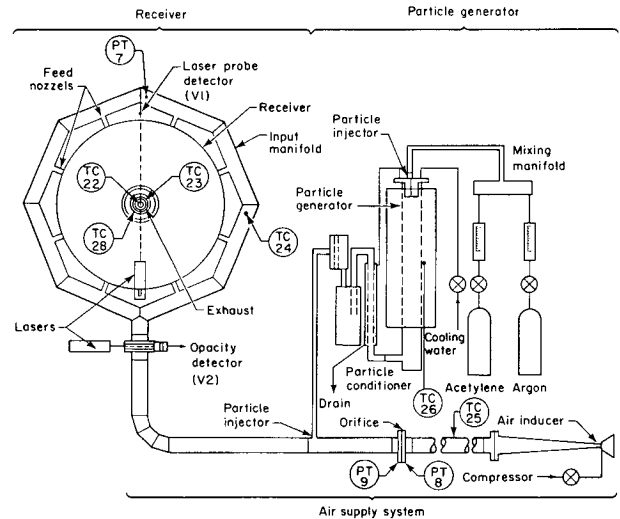 Receiver
Particle generator
PT
7
Laser probe
detector
(V1)
Feed
nozzels
Receiver
Input
manifold
Particle
injector
Mixing
manifold
TC
22
TC
23
Particle
generator
TC
28
TC
24
Exhaust
Lasers
Opacity
detector
(V2)
Cooling
water
Particle
conditioner
Drain
Acetylene
Argon
TC
26
TC
25
Particle
injector
Orifice
Air inducer
PT
9
PT
8
Compressor
Air supply system